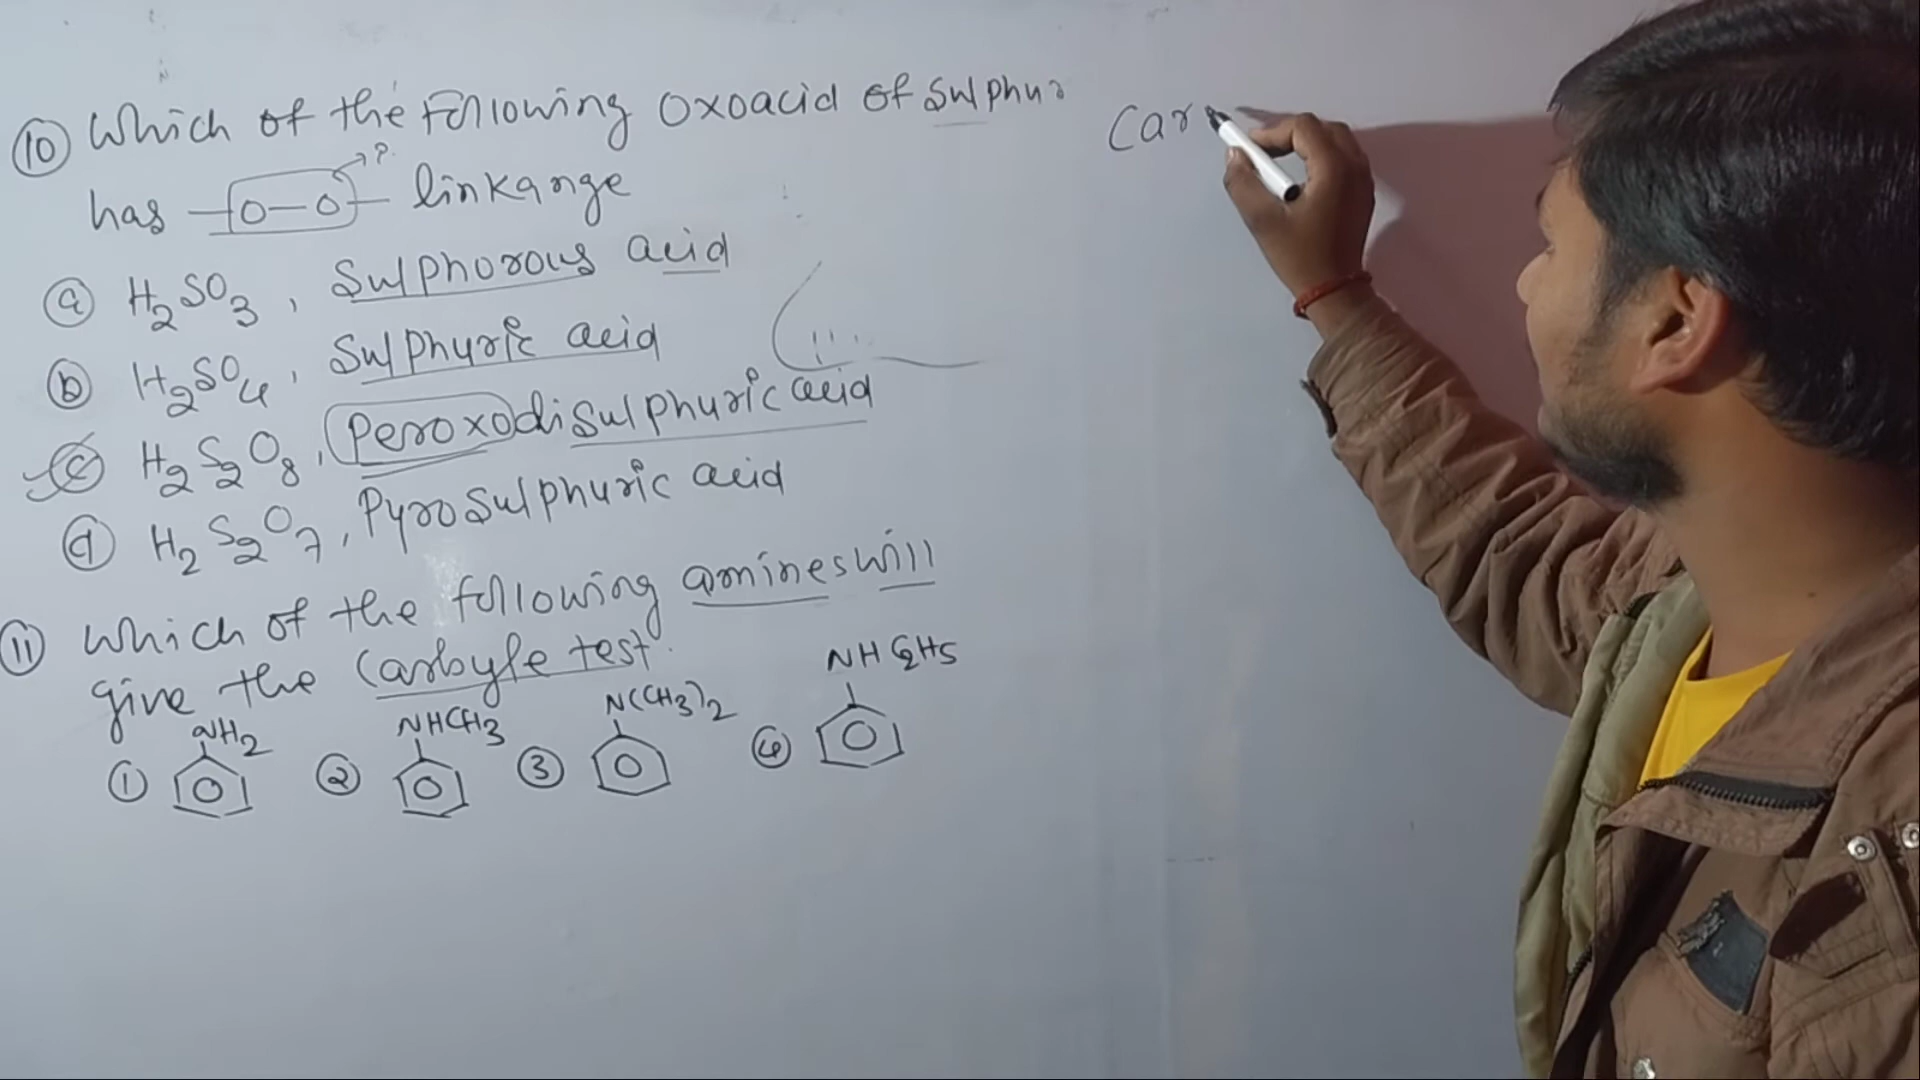 10 Which of the Following Oxoacid of Sulphur
has -O-O- linkange
P.
a H2SO3, Sulphorous acid
b H2SO4, Sulphuric acid
c H2S2O8, Peroxodisulphuric acid
d H2S2O7, Pyrosulphuric acid
11 Which of the following amines will
give the Carbyle test.
1 NH2 2 NHCH3 3 N(CH3)2 4 NHC2H5
Car